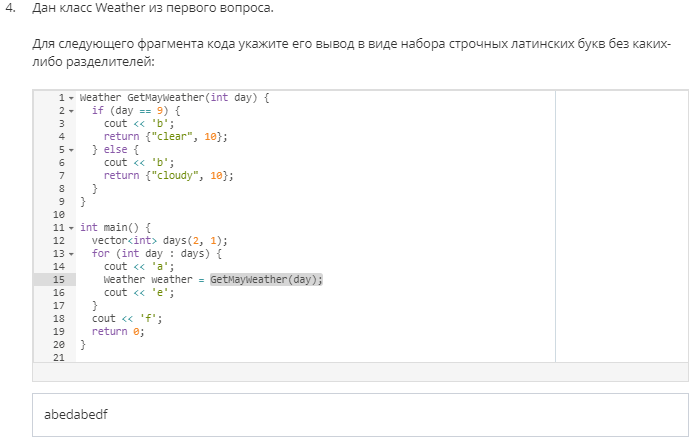 4. Дан класс Weather из первого вопроса.
Для следующего фрагмента кода укажите его вывод в виде набора строчных латинских букв без каких-
либо разделителей:
1 Weather GetMayWeather(int day) {
2 if (day == 9) {
3 cout << 'b';
4 return {"clear", 10};
5 } else {
6 cout << 'b';
7 return {"cloudy", 10};
8 }
9 }
10
11 int main() {
12 vector<int> days(2, 1);
13 for (int day : days) {
14 cout << 'a';
15 Weather weather = GetMayWeather(day);
16 cout << 'e';
17 }
18 cout << 'f';
19 return 0;
20 }
21
abedabedf